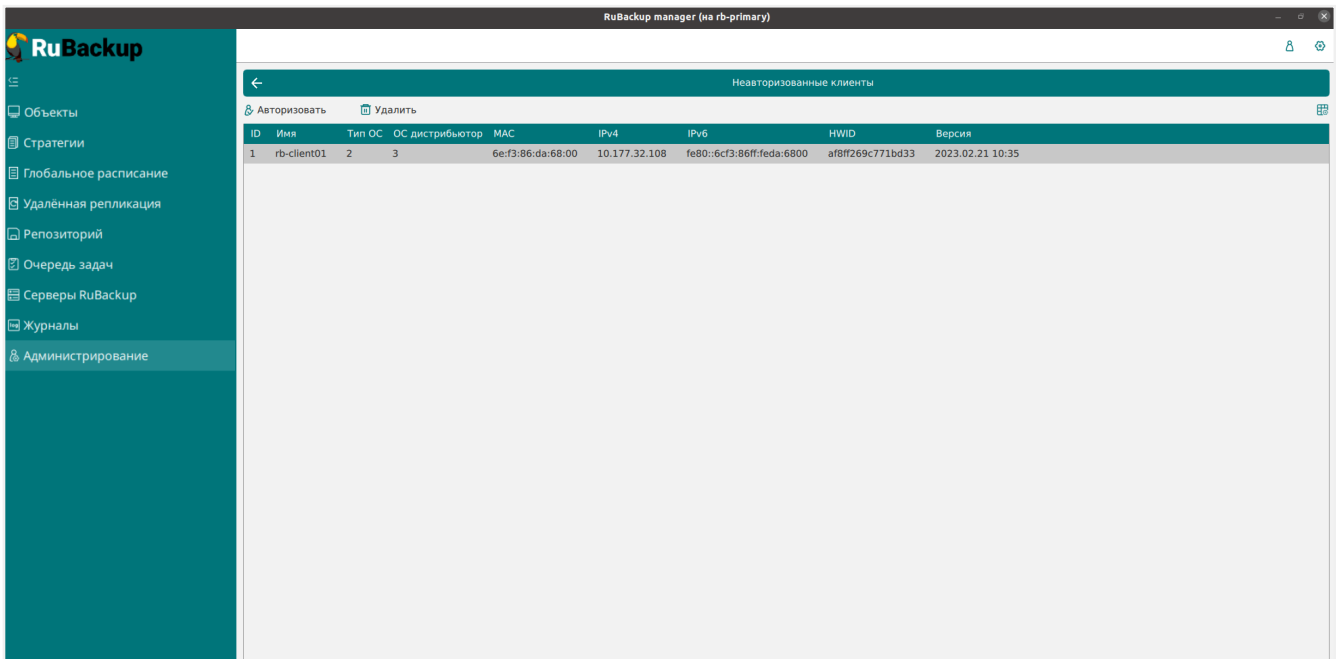 RuBackup manager (на rb-primary)
RuBackup
Неавторизованные клиенты
Объекты
Авторизовать Удалить
Стратегии
ID Имя Тип ОС ОС дистрибьютор MAC IPv4 IPv6 HWID Версия
1 rb-client01 2 3 6e:f3:86:da:68:00 10.177.32.108 fe80::6cf3:86ff:feda:6800 af8ff269c771bd33 2023.02.21 10:35
Глобальное расписание
Удалённая репликация
Репозиторий
Очередь задач
Серверы RuBackup
Журналы
Администрирование